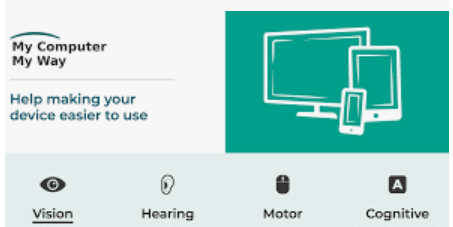 My Computer
My Way
Help making your
device easier to use
A
Vision
Hearing
Motor
Cognitive